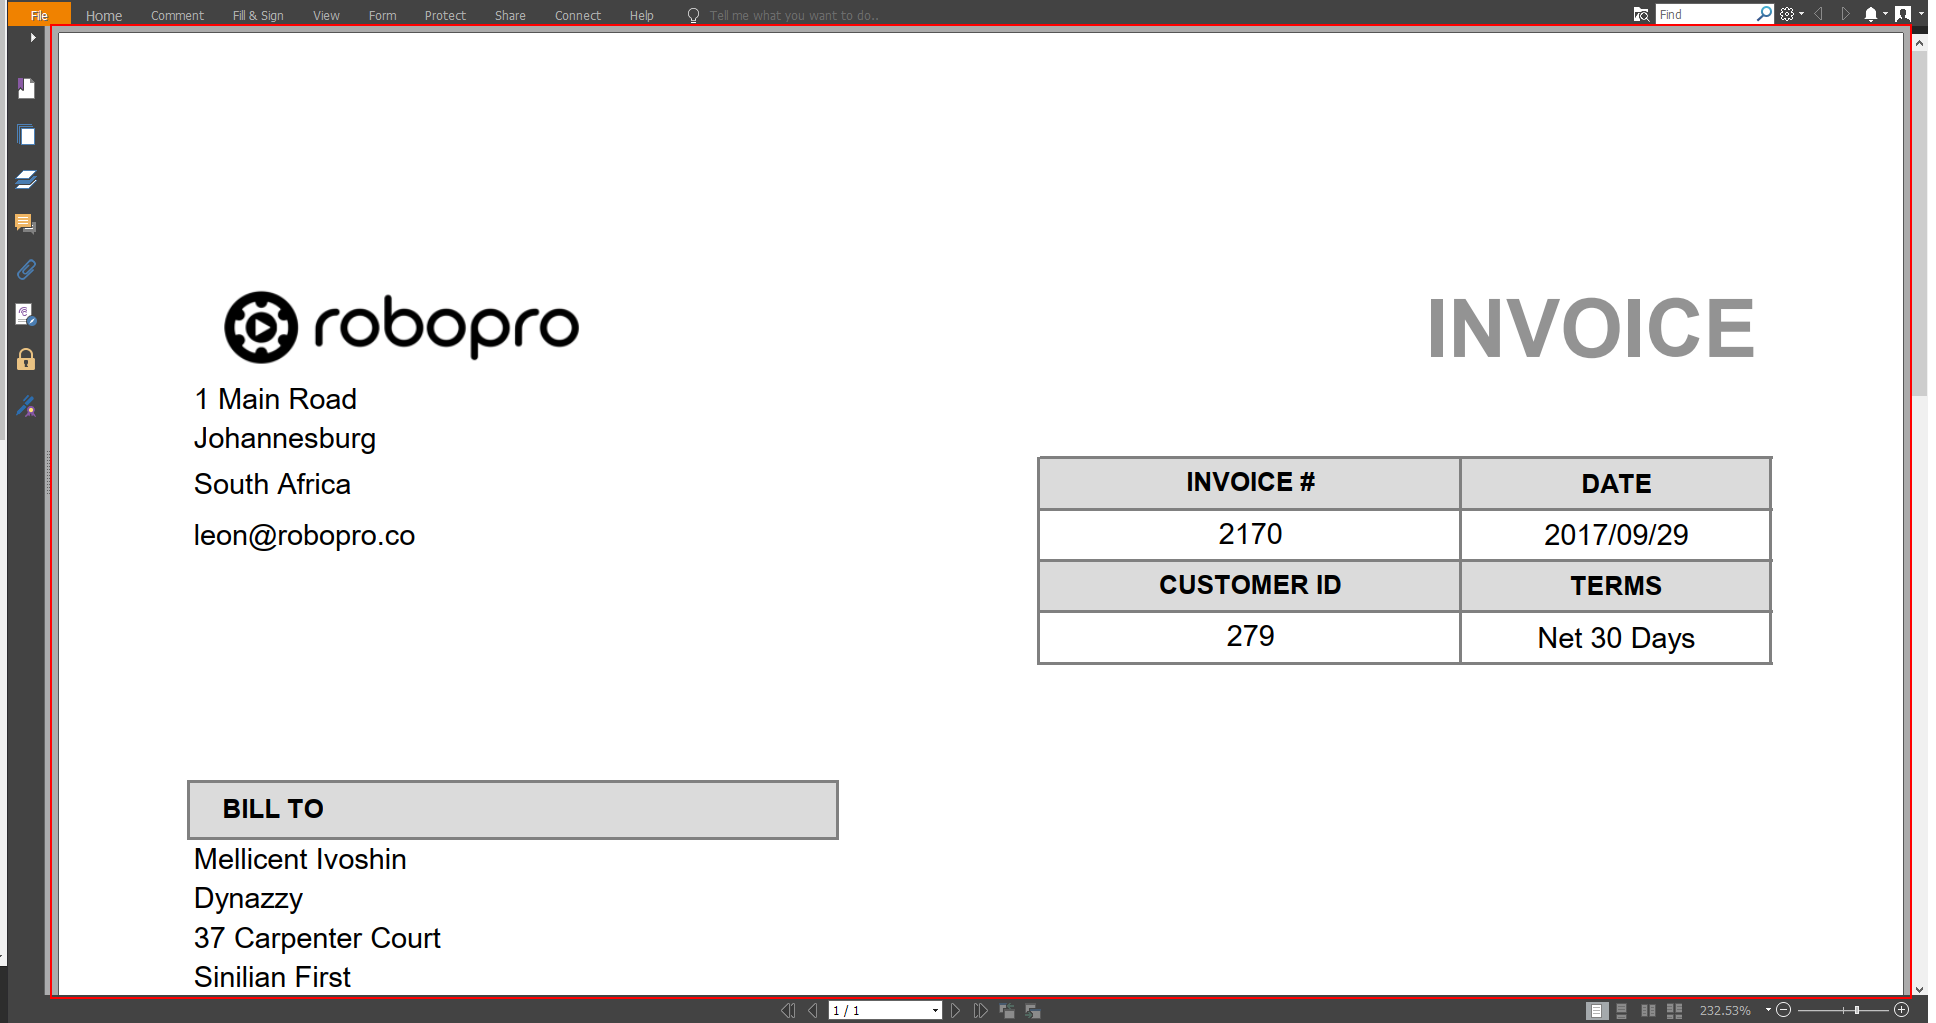 File Home Comment Fill & Sign View Form Protect Share Connect Help Tell me what you want to do.. Find
robopro
INVOICE
1 Main Road
Johannesburg
South Africa
leon@robopro.co
INVOICE # DATE
2170 2017/09/29
CUSTOMER ID TERMS
279 Net 30 Days
BILL TO
Mellicent Ivoshin
Dynazzy
37 Carpenter Court
Sinilian First
1 / 1 232.53%